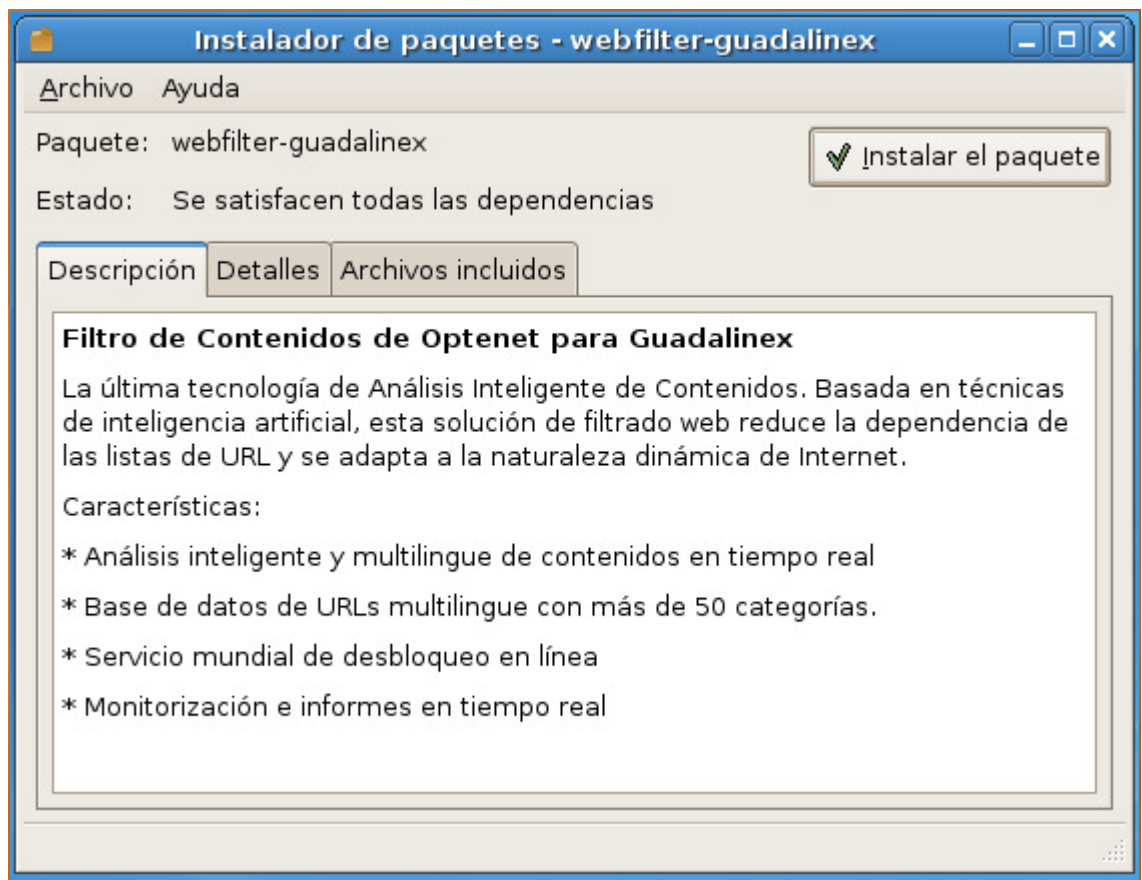 Instalador de paquetes - webfilter-guadalinex
Archivo Ayuda
Paquete: webfilter-guadalinex
Instalar el paquete
Estado: Se satisfacen todas las dependencias
Descripción Detalles Archivos incluidos
Filtro de Contenidos de Optenet para Guadalinex
La última tecnología de Análisis Inteligente de Contenidos. Basada en técnicas
de inteligencia artificial, esta solución de filtrado web reduce la dependencia de
las listas de URL y se adapta a la naturaleza dinámica de Internet.
Características:
* Análisis inteligente y multilingue de contenidos en tiempo real
* Base de datos de URLs multilingue con más de 50 categorías.
* Servicio mundial de desbloqueo en línea
* Monitorización e informes en tiempo real